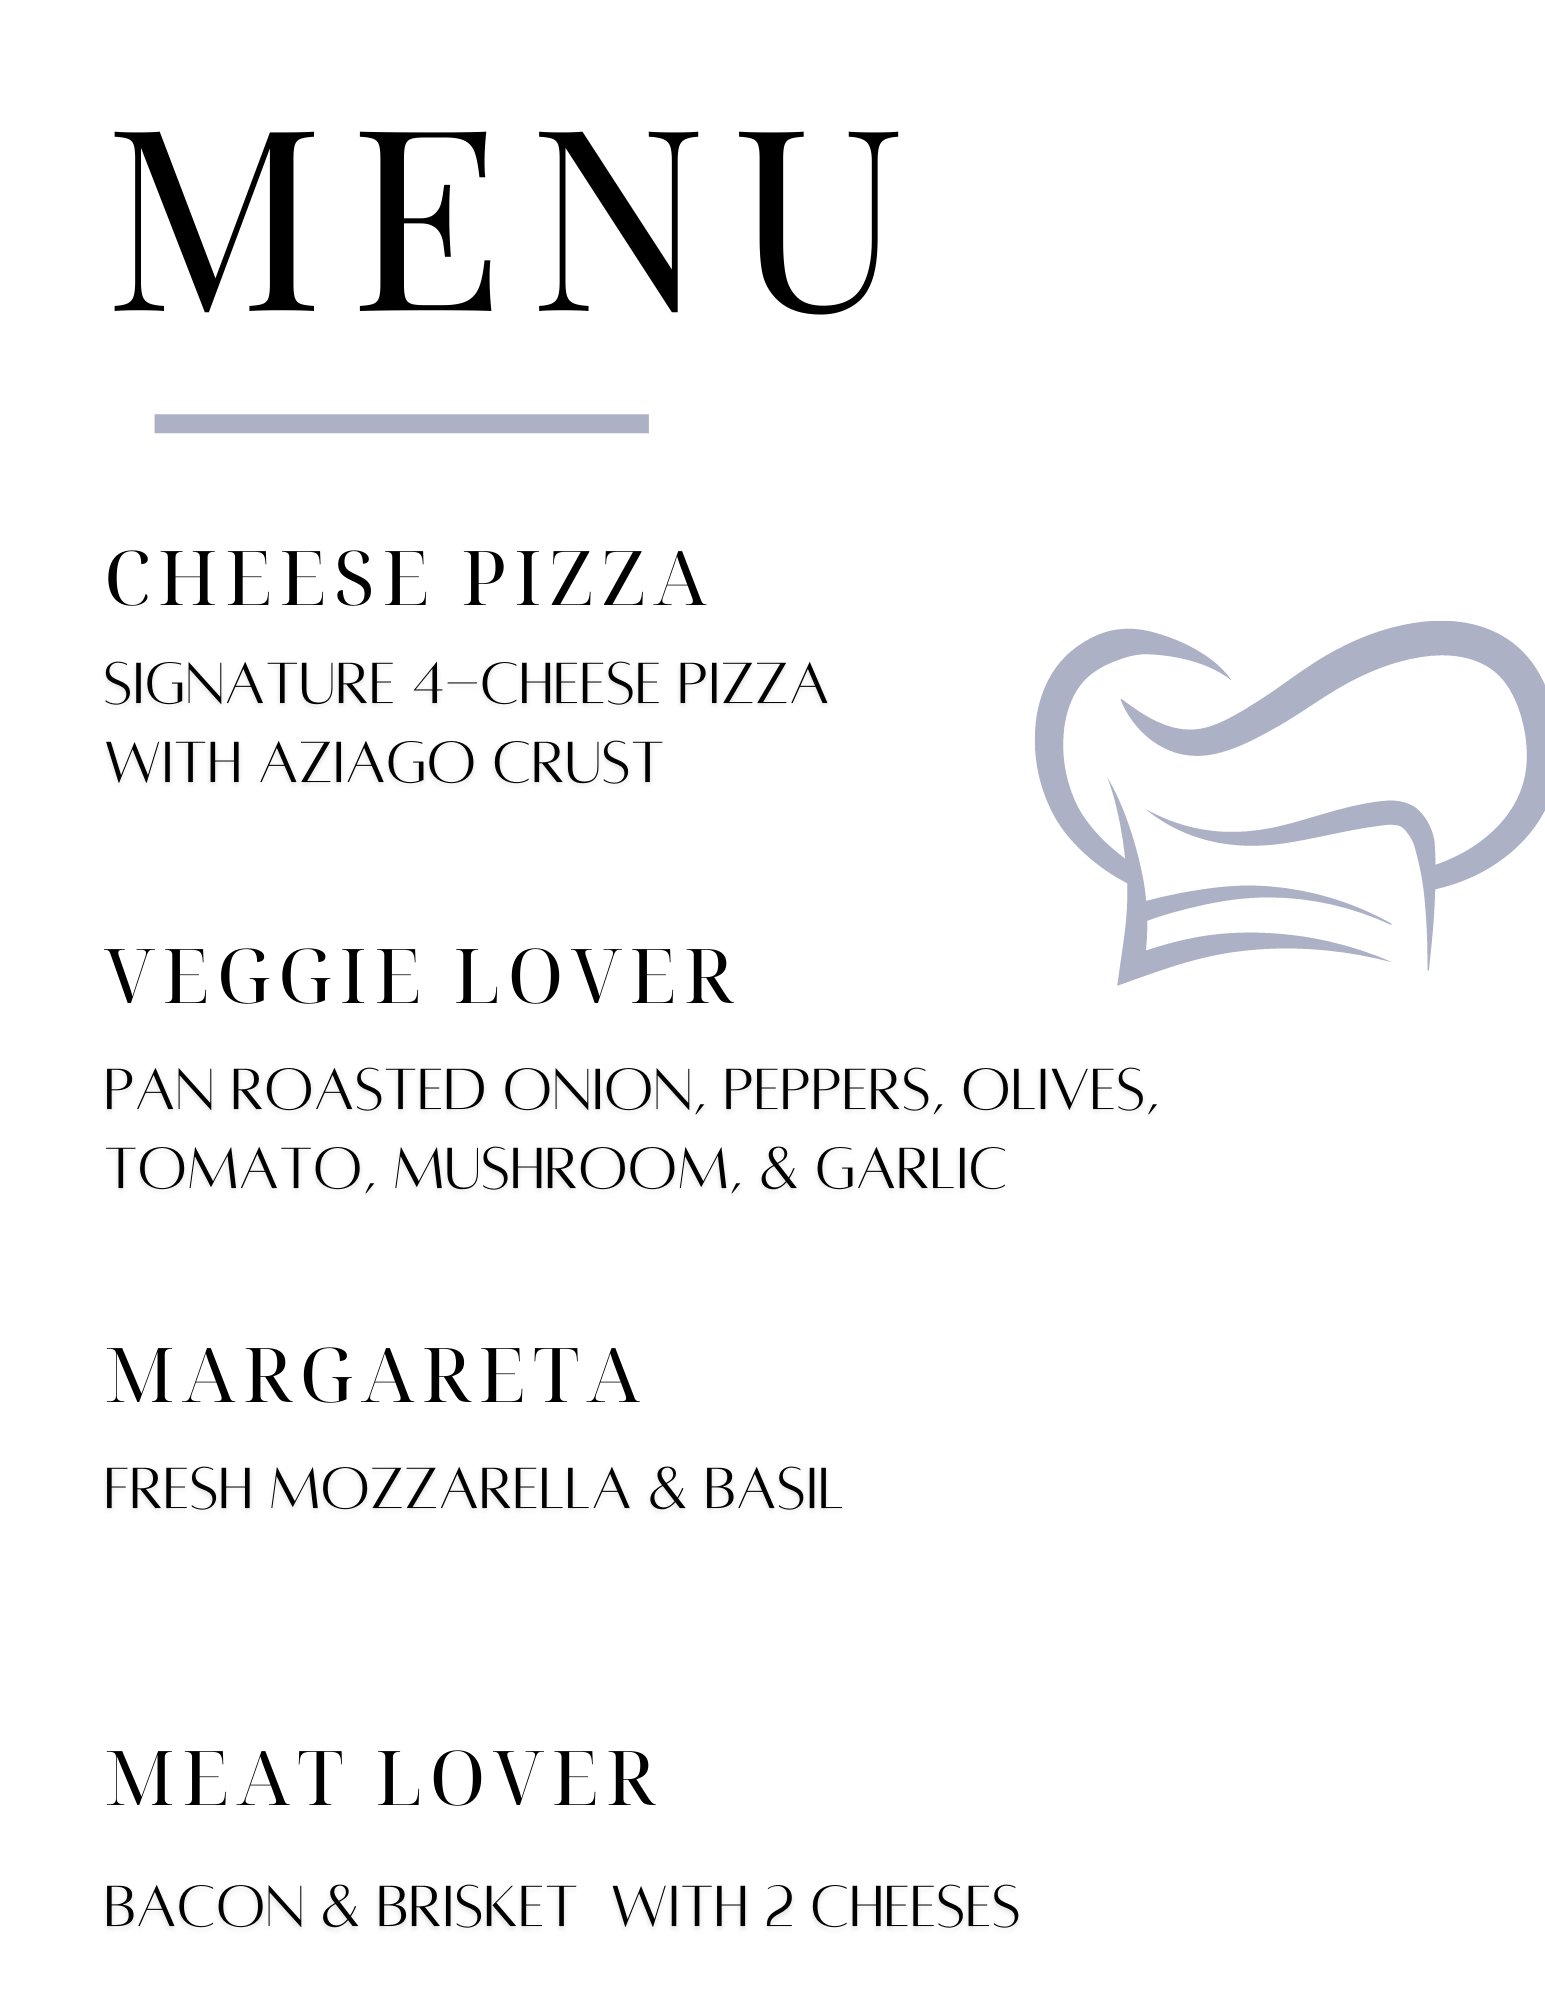 MENU
CHEESE PIZZA
SIGNATURE 4-CHEESE PIZZA
WITH AZIAGO CRUST
VEGGIE LOVER
PAN ROASTED ONION, PEPPERS, OLIVES,
TOMATO, MUSHROOM, & GARLIC
MARGARETA
FRESH MOZZARELLA & BASIL
MEAT LOVER
BACON & BRISKET  WITH 2 CHEESES